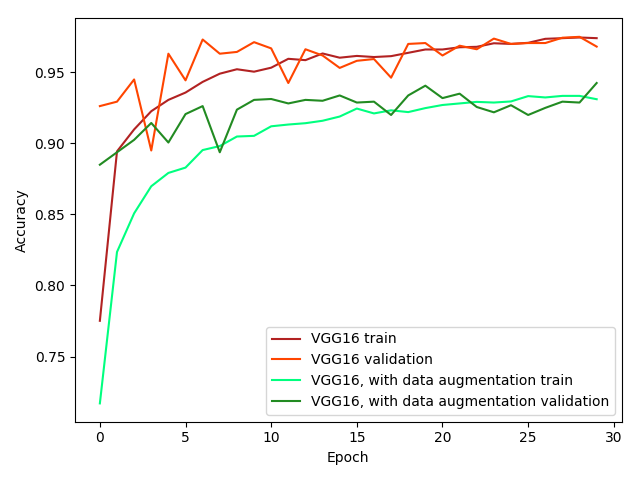 0.95
0.90
0.85
0.80
0.75
Accuracy
VGG16 train
VGG16 validation
VGG16, with data augmentation train
VGG16, with data augmentation validation
0 5 10 15 20 25 30
Epoch